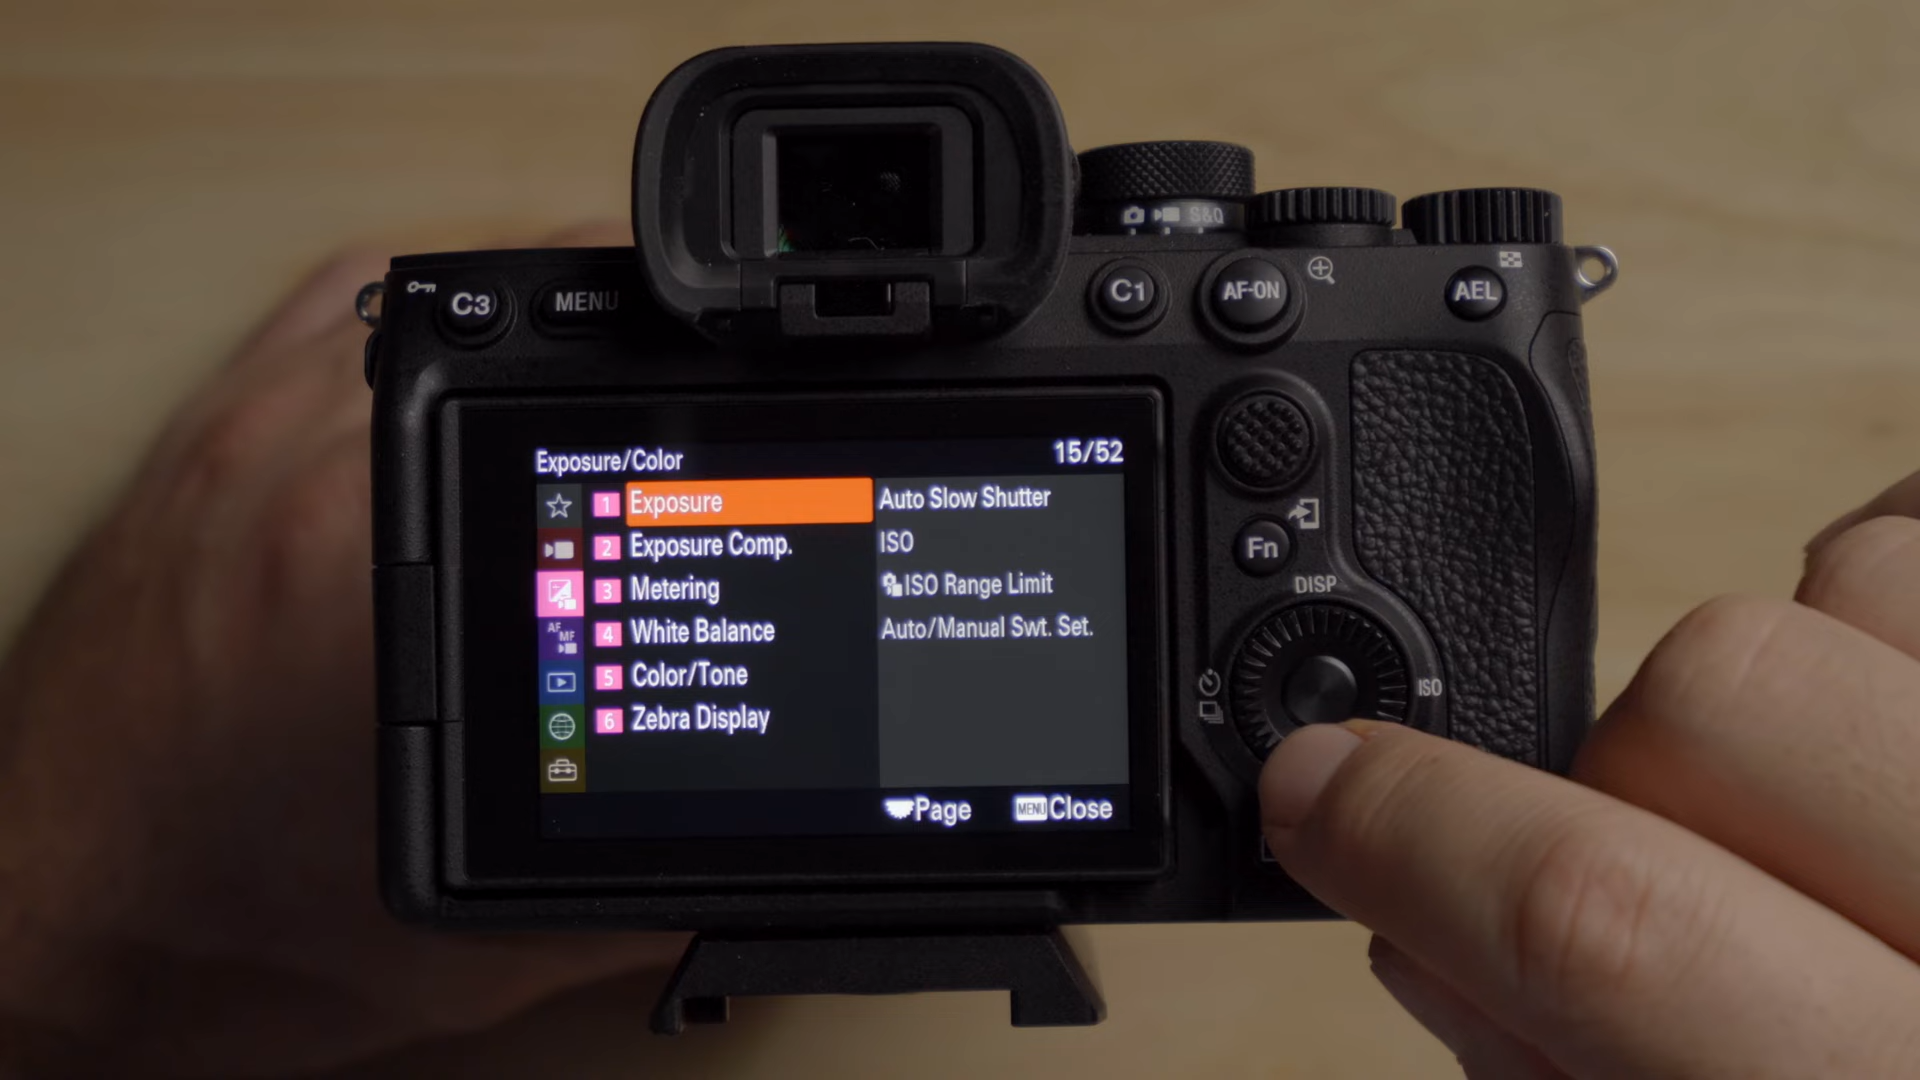 S&Q
C3
MENU
C1
AF-ON
AEL
Exposure/Color
15/52
1 Exposure
Auto Slow Shutter
2 Exposure Comp.
ISO
3 Metering
ISO Range Limit
4 White Balance
Auto/Manual Swt. Set.
5 Color/Tone
6 Zebra Display
AF MF
Page
MENU Close
Fn
DISP
ISO